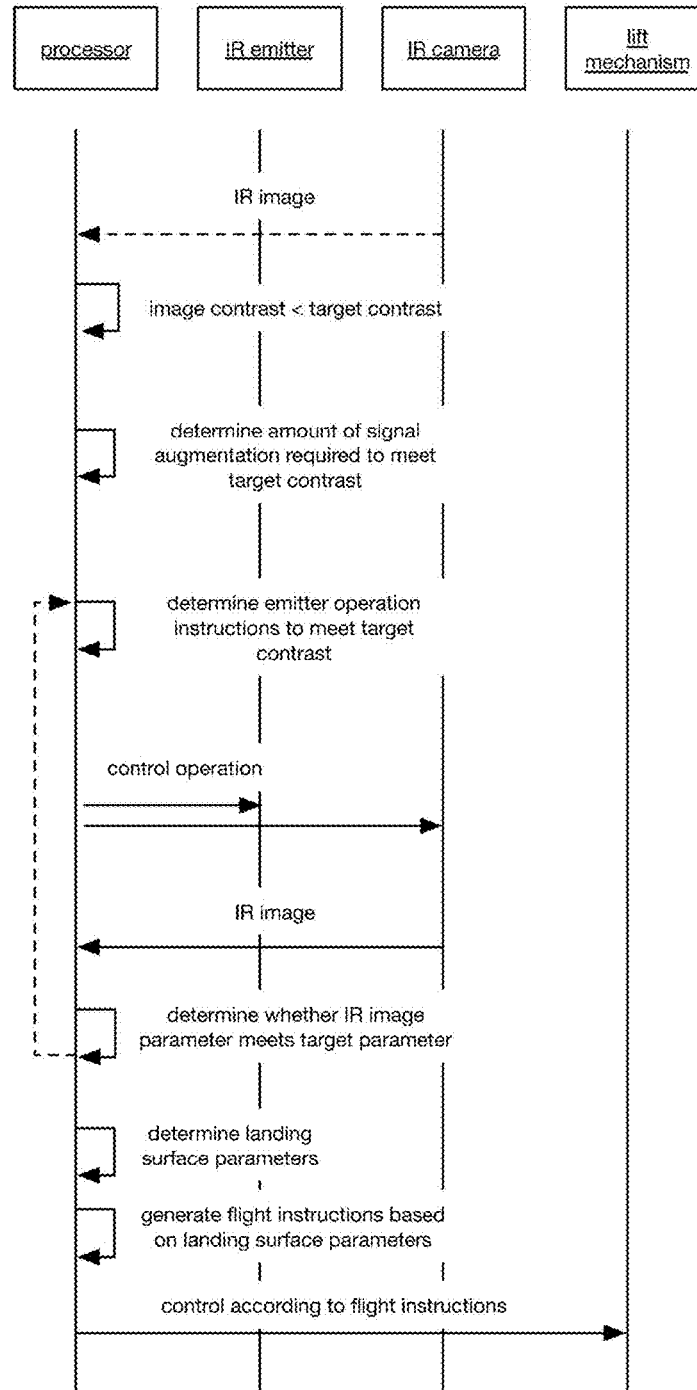 processor
IR emitter
IR camera
lift
mechanism
IR image
image contrast < target contrast
determine amount of signal
augmentation required to meet
target contrast
determine emitter operation
instructions to meet target
contrast
control operation
IR image
determine whether IR image
parameter meets target parameter
determine landing
surface parameters
generate flight instructions based
on landing surface parameters
control according to flight instructions